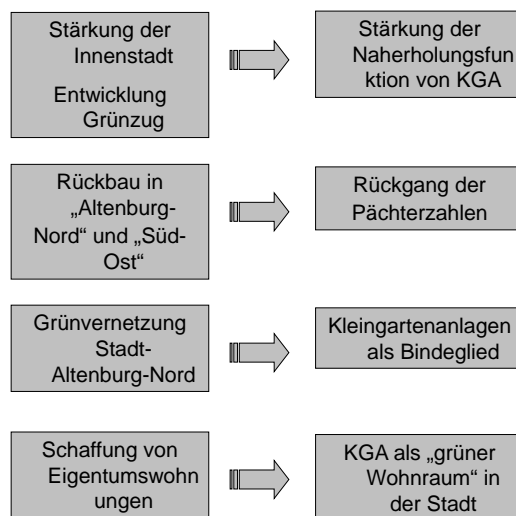 Stärkung der
Innenstadt
Entwicklung
Grünzug
Stärkung der
Naherholungsfun
ktion von KGA
Rückbau in
„Altenburg-
Nord“ und „Süd-
Ost“
Rückgang der
Pächterzahlen
Grünvernetzung
Stadt-
Altenburg-Nord
Kleingartenanlagen
als Bindeglied
Schaffung von
Eigentumswohn
ungen
KGA als „grüner
Wohnraum“ in
der Stadt